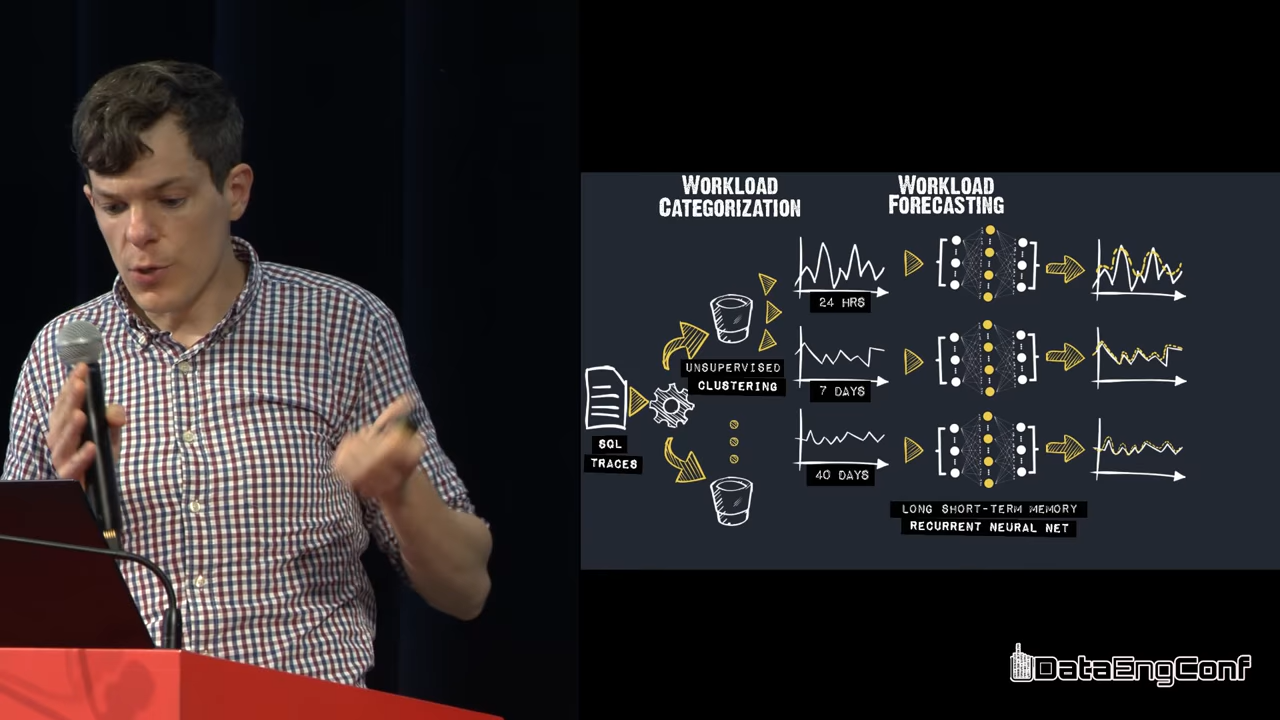 WORKLOAD
CATEGORIZATION
WORKLOAD
FORECASTING
24 HRS
UNSUPERVISED
CLUSTERING
7 DAYS
SQL
TRACES
40 DAYS
LONG SHORT-TERM MEMORY
RECURRENT NEURAL NET
DataEngConf